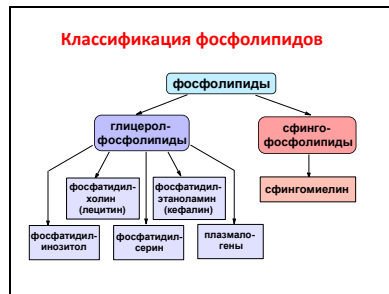 Классификация фосфолипидов
фосфолипиды
глицерол-
фосфолипиды
сфинго-
фосфолипиды
фосфатидил-
холин
(лецитин)
фосфатидил-
этаноламин
(кефалин)
сфингомиелин
фосфатидил-
инозитол
фосфатидил-
серин
плазмало-
гены